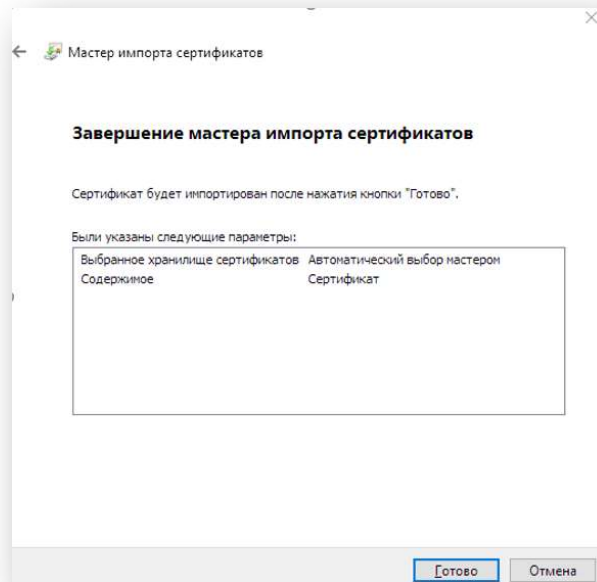 Мастер импорта сертификатов
Завершение мастера импорта сертификатов
Сертификат будет импортирован после нажатия кнопки "Готово".
Были указаны следующие параметры:
Выбранное хранилище сертификатов Автоматический выбор мастером
Содержимое Сертификат
Готово Отмена